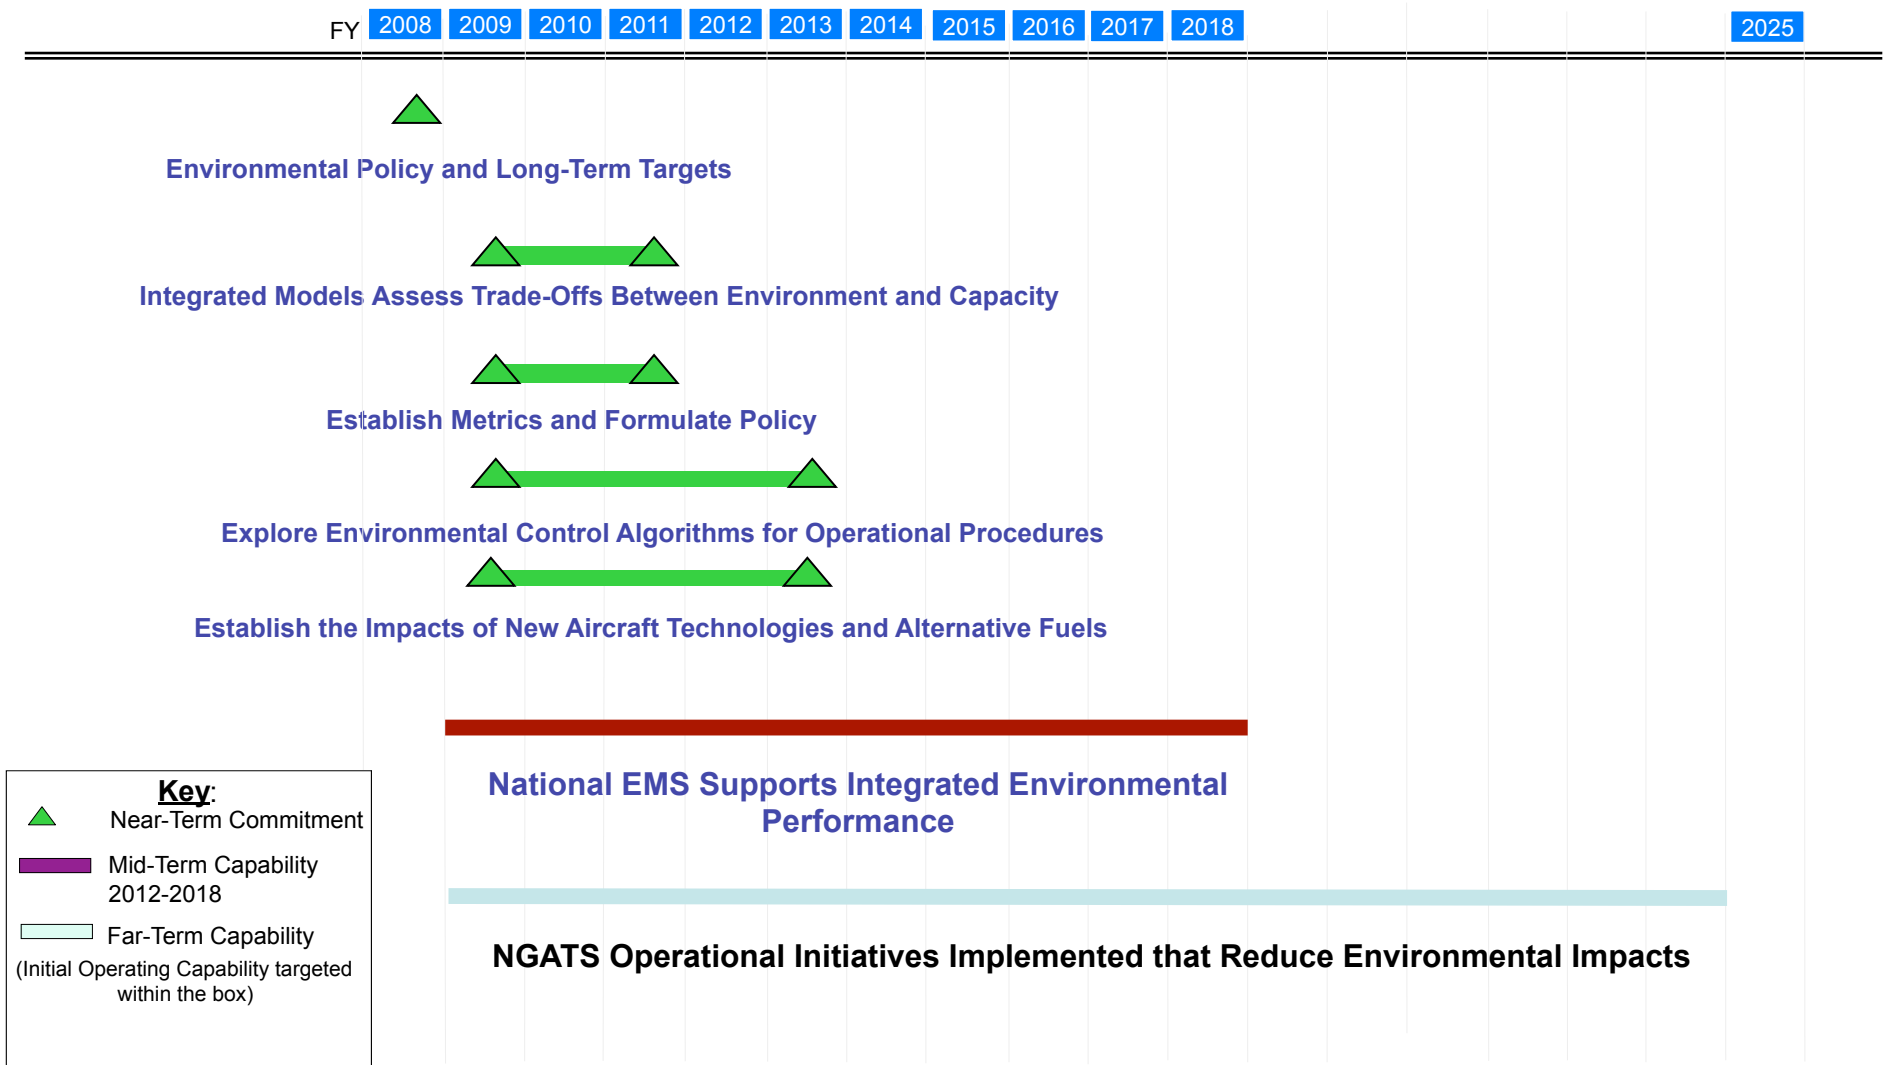 FY 2008 2009 2010 2011 2012 2013 2014 2015 2016 2017 2018 2025
Environmental Policy and Long-Term Targets
Integrated Models Assess Trade-Offs Between Environment and Capacity
Establish Metrics and Formulate Policy
Explore Environmental Control Algorithms for Operational Procedures
Establish the Impacts of New Aircraft Technologies and Alternative Fuels
National EMS Supports Integrated Environmental
Performance
NGATS Operational Initiatives Implemented that Reduce Environmental Impacts
Key:
Near-Term Commitment
Mid-Term Capability
2012-2018
Far-Term Capability
(Initial Operating Capability targeted
within the box)